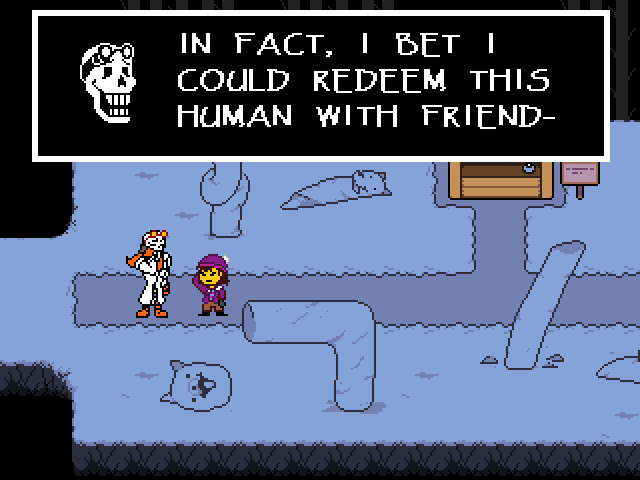 IN FACT, I BET I
COULD REDEEM THIS
HUMAN WITH FRIEND-